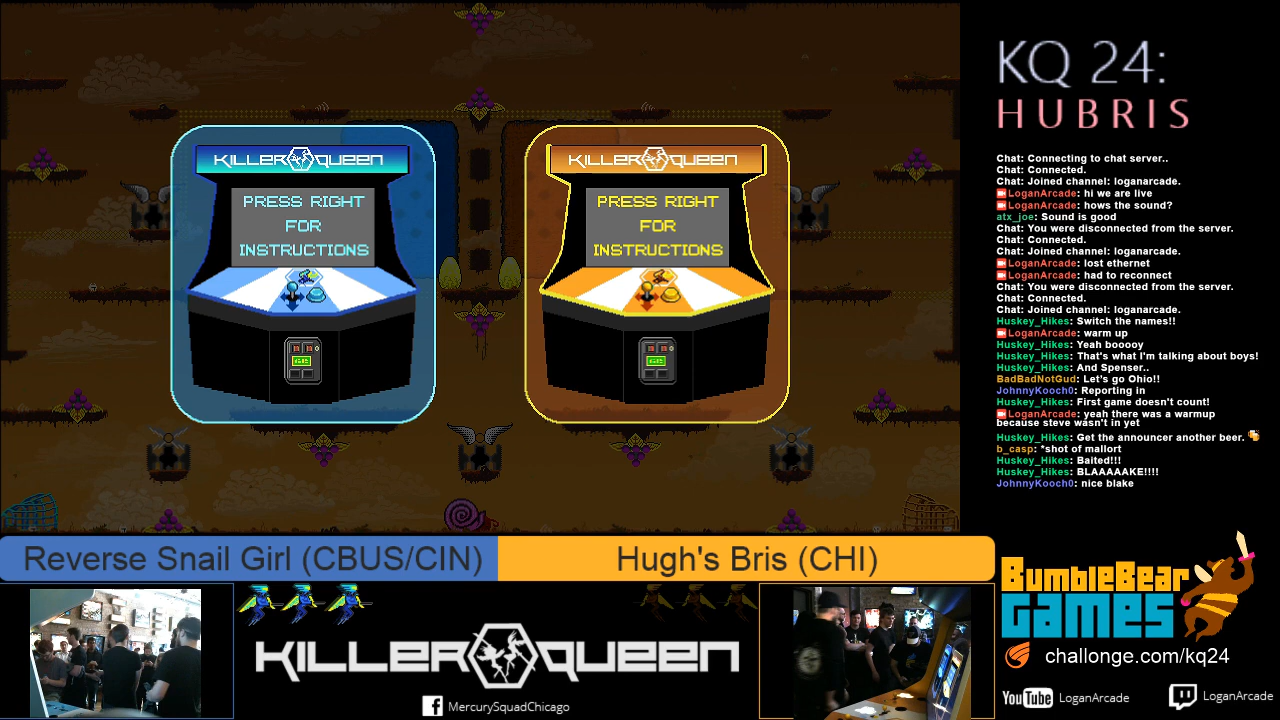 KILLER QUEEN
PRESS RIGHT
FOR
INSTRUCTIONS
KILLER QUEEN
PRESS RIGHT
FOR
INSTRUCTIONS
KQ 24:
HUBRIS
Chat: Connecting to chat server..
Chat: Connected.
Chat: Joined channel: loganarcade.
LoganArcade: hi we are live
LoganArcade: hows the sound?
atx_joe: Sound is good
Chat: You were disconnected from the server.
Chat: Connected.
Chat: Joined channel: loganarcade.
LoganArcade: lost ethernet
LoganArcade: had to reconnect
Chat: You were disconnected from the server.
Chat: Connected.
Chat: Joined channel: loganarcade.
Huskey_Hikes: Switch the names!!
LoganArcade: warm up
Huskey_Hikes: Yeah booooy
Huskey_Hikes: That's what I'm talking about boys!
Huskey_Hikes: And Spenser..
BadBadNotGud: Let's go Ohio!!
JohnnyKooch0: Reporting in
Huskey_Hikes: First game doesn't count!
LoganArcade: yeah there was a warmup
because steve wasn't in yet
Huskey_Hikes: Get the announcer another beer.
b_casp: *shot of mallort
Huskey_Hikes: Baited!!!
Huskey_Hikes: BLAAAAAKE!!!!
JohnnyKooch0: nice blake
Reverse Snail Girl (CBUS/CIN)
Hugh's Bris (CHI)
KILLER QUEEN
MercurySquadChicago
BumbleBear
Games
challonge.com/kq24
YouTube LoganArcade
LoganArcade